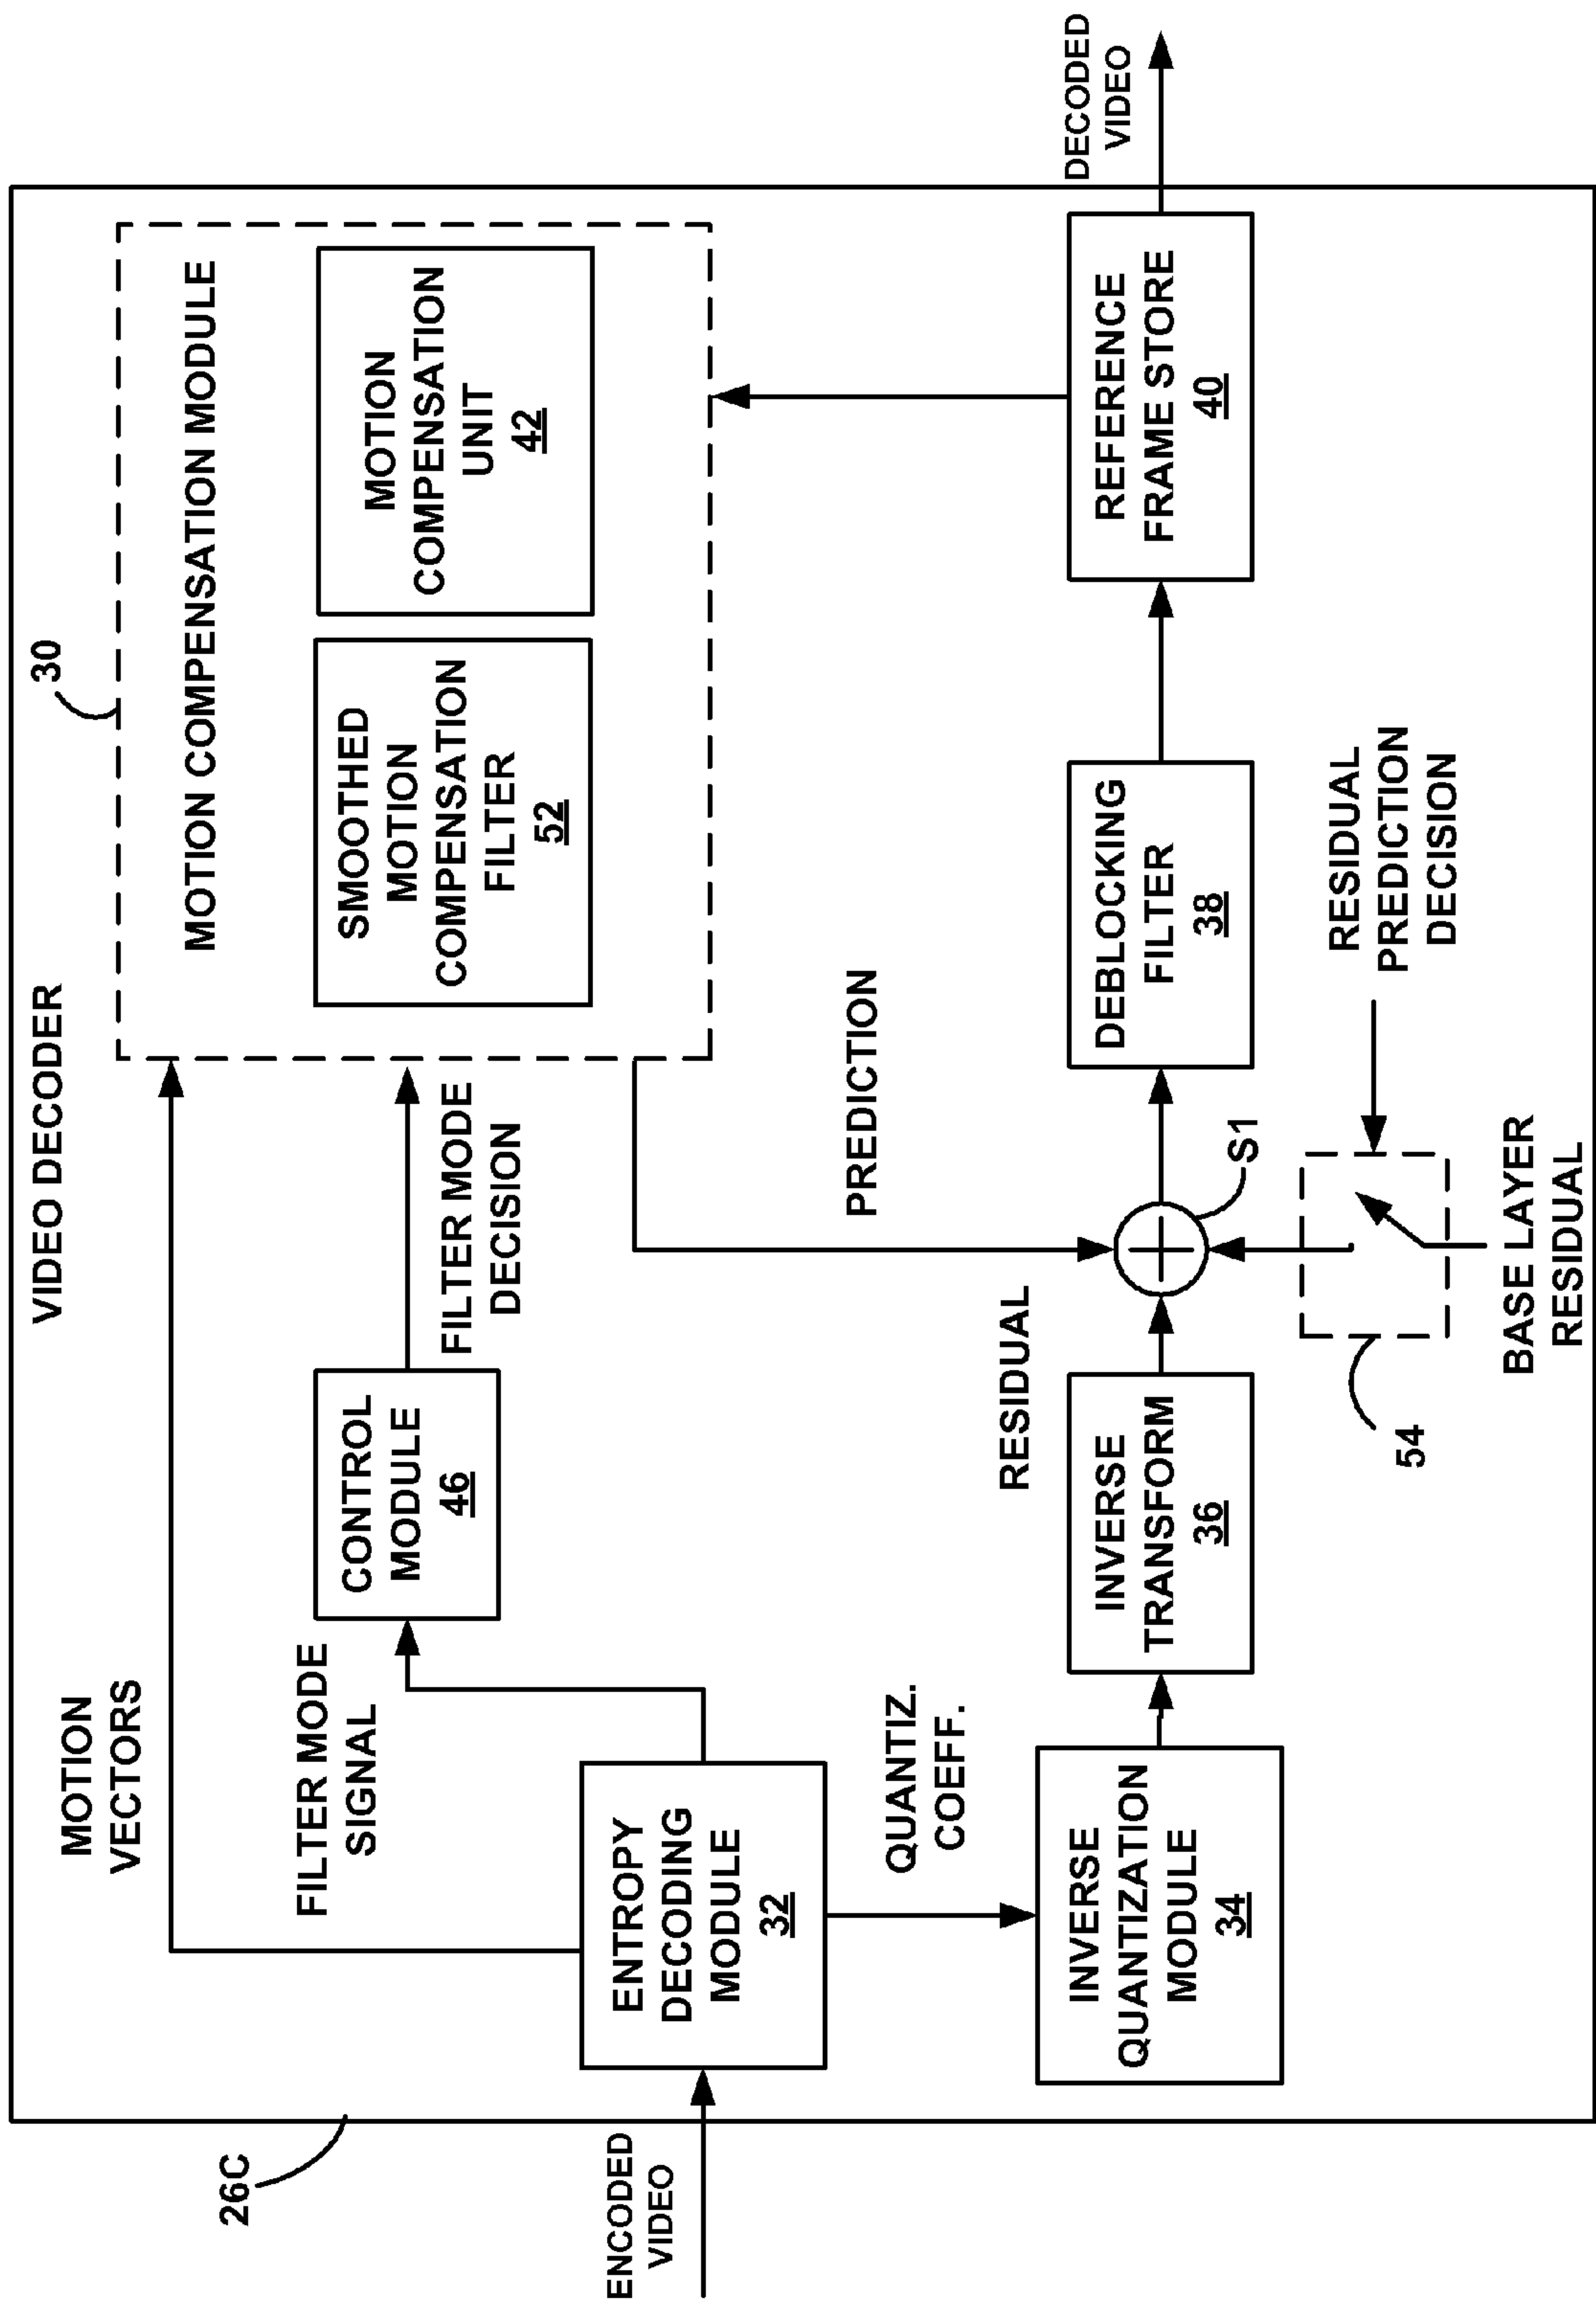 VIDEO DECODER
26C
30
ENCODED
VIDEO
MOTION
VECTORS
FILTER MODE
SIGNAL
ENTROPY
DECODING
MODULE
32
CONTROL
MODULE
46
FILTER MODE
DECISION
MOTION COMPENSATION MODULE
SMOOTHED
MOTION
COMPENSATION
FILTER
52
MOTION
COMPENSATION
UNIT
42
QUANTIZ.
COEFF.
INVERSE
QUANTIZATION
MODULE
34
INVERSE
TRANSFORM
36
RESIDUAL
PREDICTION
S1
54
BASE LAYER
RESIDUAL
RESIDUAL
PREDICTION
DECISION
DEBLOCKING
FILTER
38
REFERENCE
FRAME STORE
40
DECODED
VIDEO